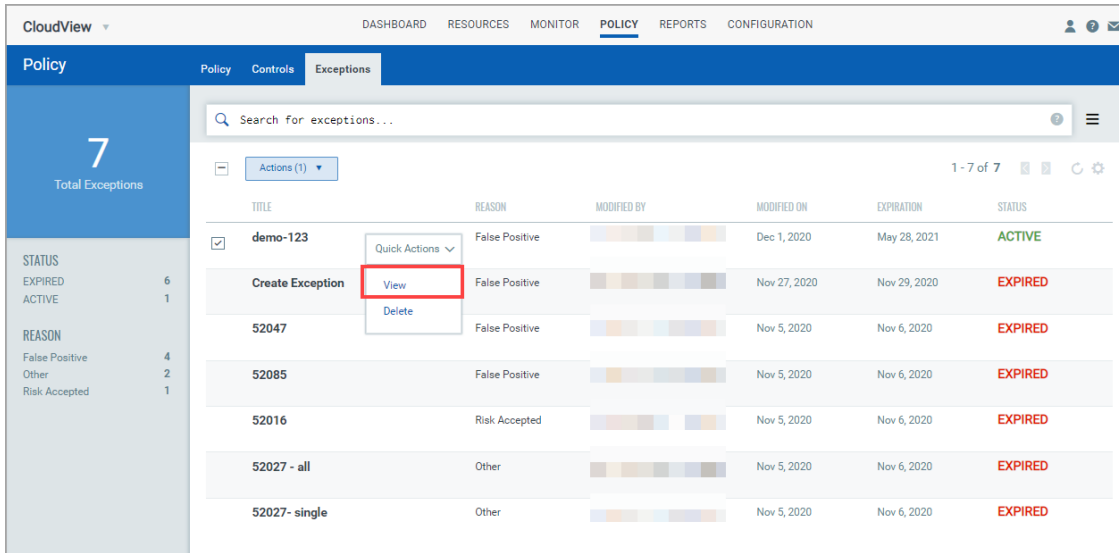 CloudView
DASHBOARD RESOURCES MONITOR POLICY REPORTS CONFIGURATION
Policy
Policy Controls Exceptions
7
Total Exceptions
STATUS
EXPIRED 6
ACTIVE 1
REASON
False Positive 4
Other 2
Risk Accepted 1
Search for exceptions...
Actions (1)
1 - 7 of 7
TITLE REASON MODIFIED BY MODIFIED ON EXPIRATION STATUS
demo-123 False Positive Dec 1, 2020 May 28, 2021 ACTIVE
Quick Actions
View
Delete
Create Exception False Positive Nov 27, 2020 Nov 29, 2020 EXPIRED
52047 False Positive Nov 5, 2020 Nov 6, 2020 EXPIRED
52085 False Positive Nov 5, 2020 Nov 6, 2020 EXPIRED
52016 Risk Accepted Nov 5, 2020 Nov 6, 2020 EXPIRED
52027 - all Other Nov 5, 2020 Nov 6, 2020 EXPIRED
52027- single Other Nov 5, 2020 Nov 6, 2020 EXPIRED